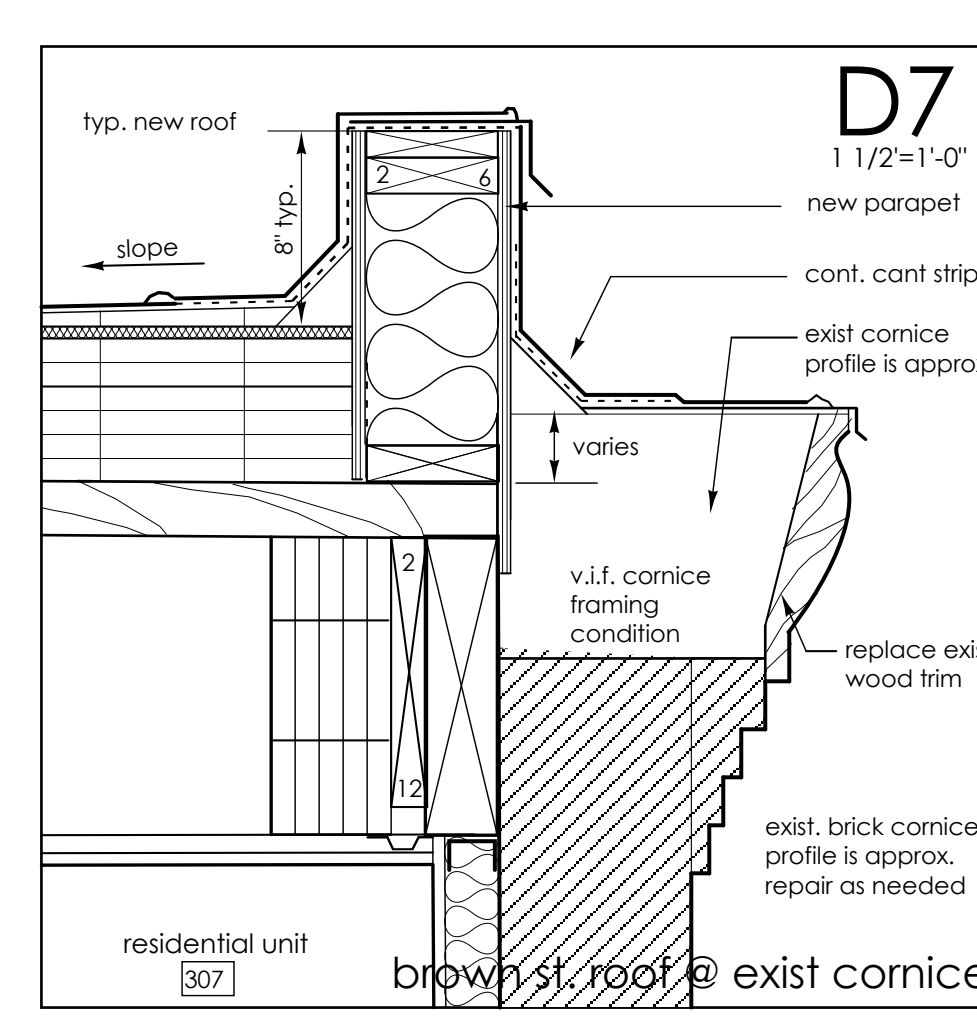 D7
1 1/2'=1'-0"
typ. new roof
2 6
new parapet
8" typ.
slope
cont. cant strip
exist cornice
profile is
varies
v.i.f. cornice
framing
condition
2
replace
wood trim
12
exist. brick cornice
profile is approx.
repair as needed
residential unit
307
brown st. roof @ exist cornice